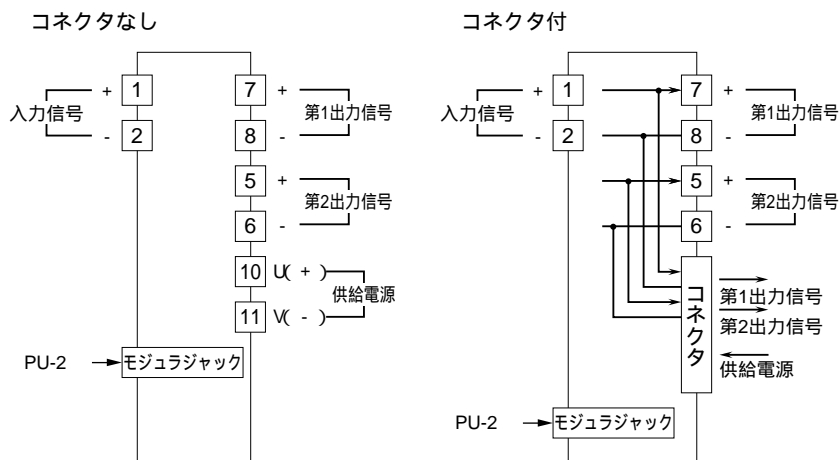 コネクタなし
+ 1
入力信号
- 2
7 +
第1出力信号
8 -
5 +
第2出力信号
6 -
10 U( + )
供給電源
11 V( - )
PU-2
モジュラジャック
コネクタ付
+ 1
入力信号
- 2
7 +
第1出力信号
8 -
5 +
第2出力信号
6 -
コネクタ
第1出力信号
第2出力信号
供給電源
PU-2
モジュラジャック